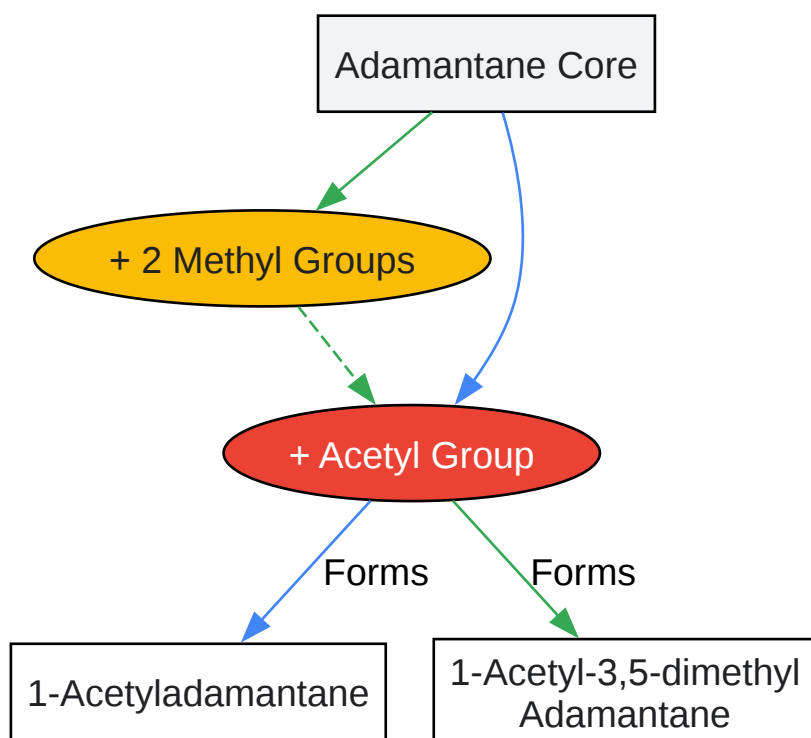 Adamantane Core
+ 2 Methyl Groups
+ Acetyl Group
Forms
Forms
1-Acetyladamantane
1-Acetyl-3,5-dimethyl
Adamantane